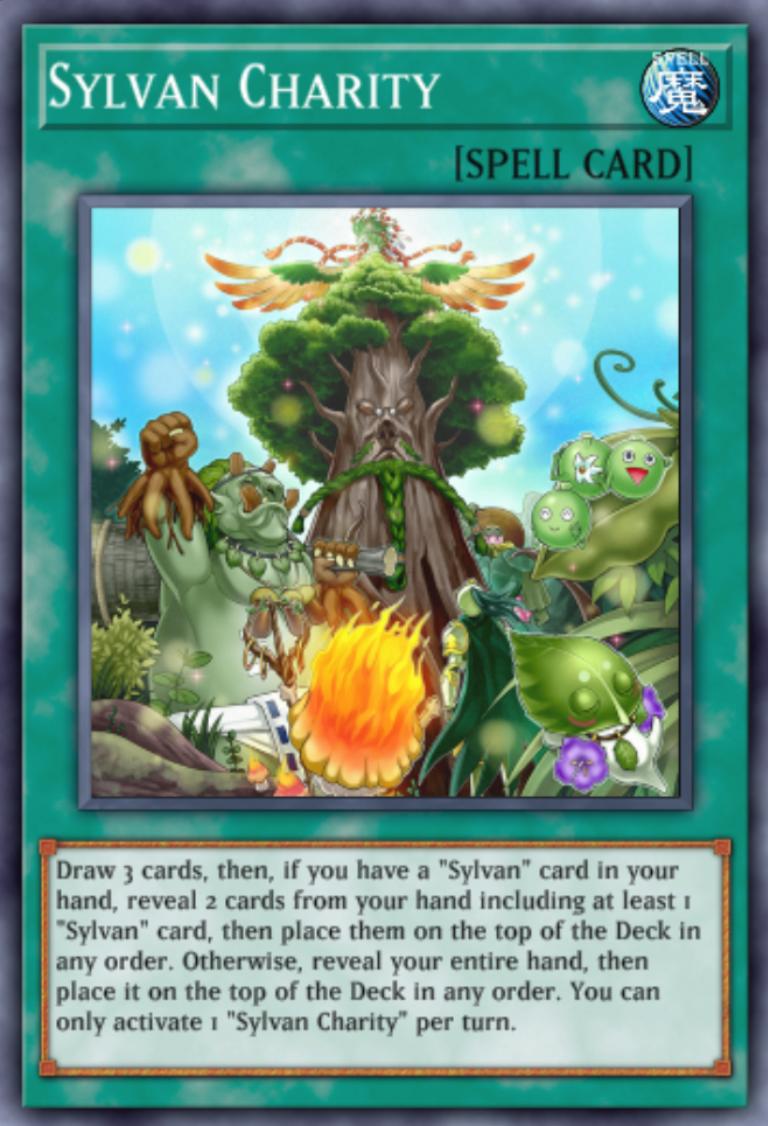 SYLVAN CHARITY
SPELL
魔
[SPELL CARD]
Draw 3 cards, then, if you have a "Sylvan" card in your
hand, reveal 2 cards from your hand including at least 1
"Sylvan" card, then place them on the top of the Deck in
any order. Otherwise, reveal your entire hand, then
place it on the top of the Deck in any order. You can
only activate 1 "Sylvan Charity" per turn.